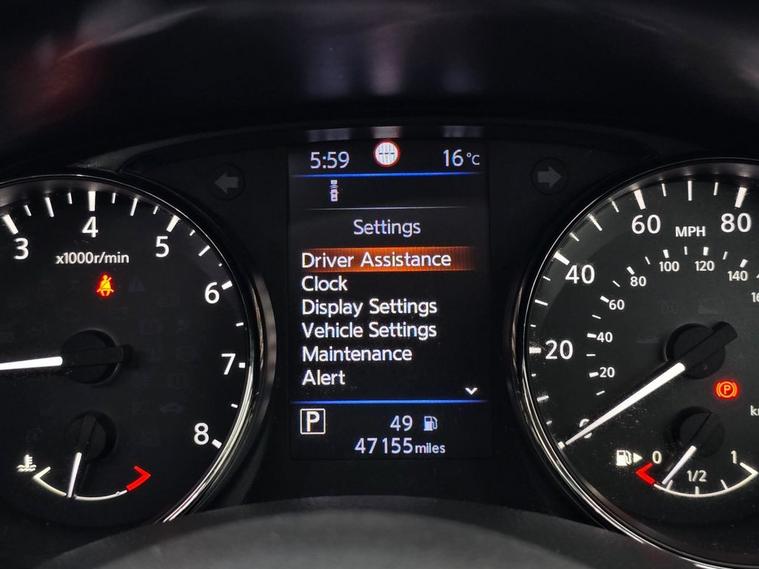 5:59 16°C
Settings
Driver Assistance
Clock
Display Settings
Vehicle Settings
Maintenance
Alert
P 49
47155 miles
3 4 5 6 7 8
x1000r/min
20 40 60 80
MPH
20 40 60 80 100 120 140
P
0 1/2 1